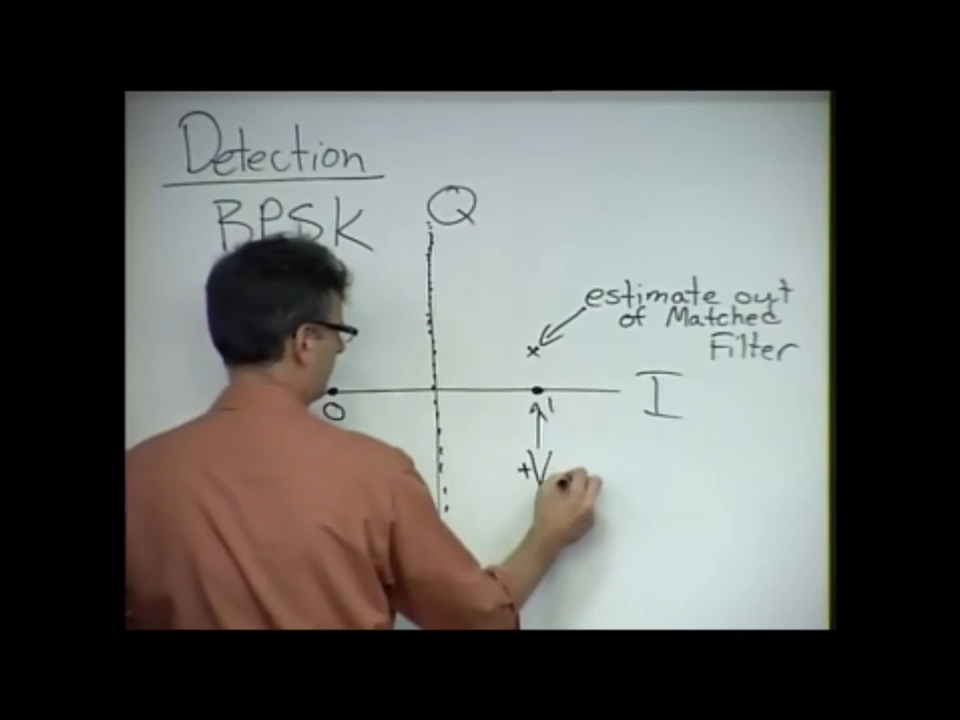 Detection
BPSK
Q
estimate out
of Matched
Filter
x
I
0
1
+V